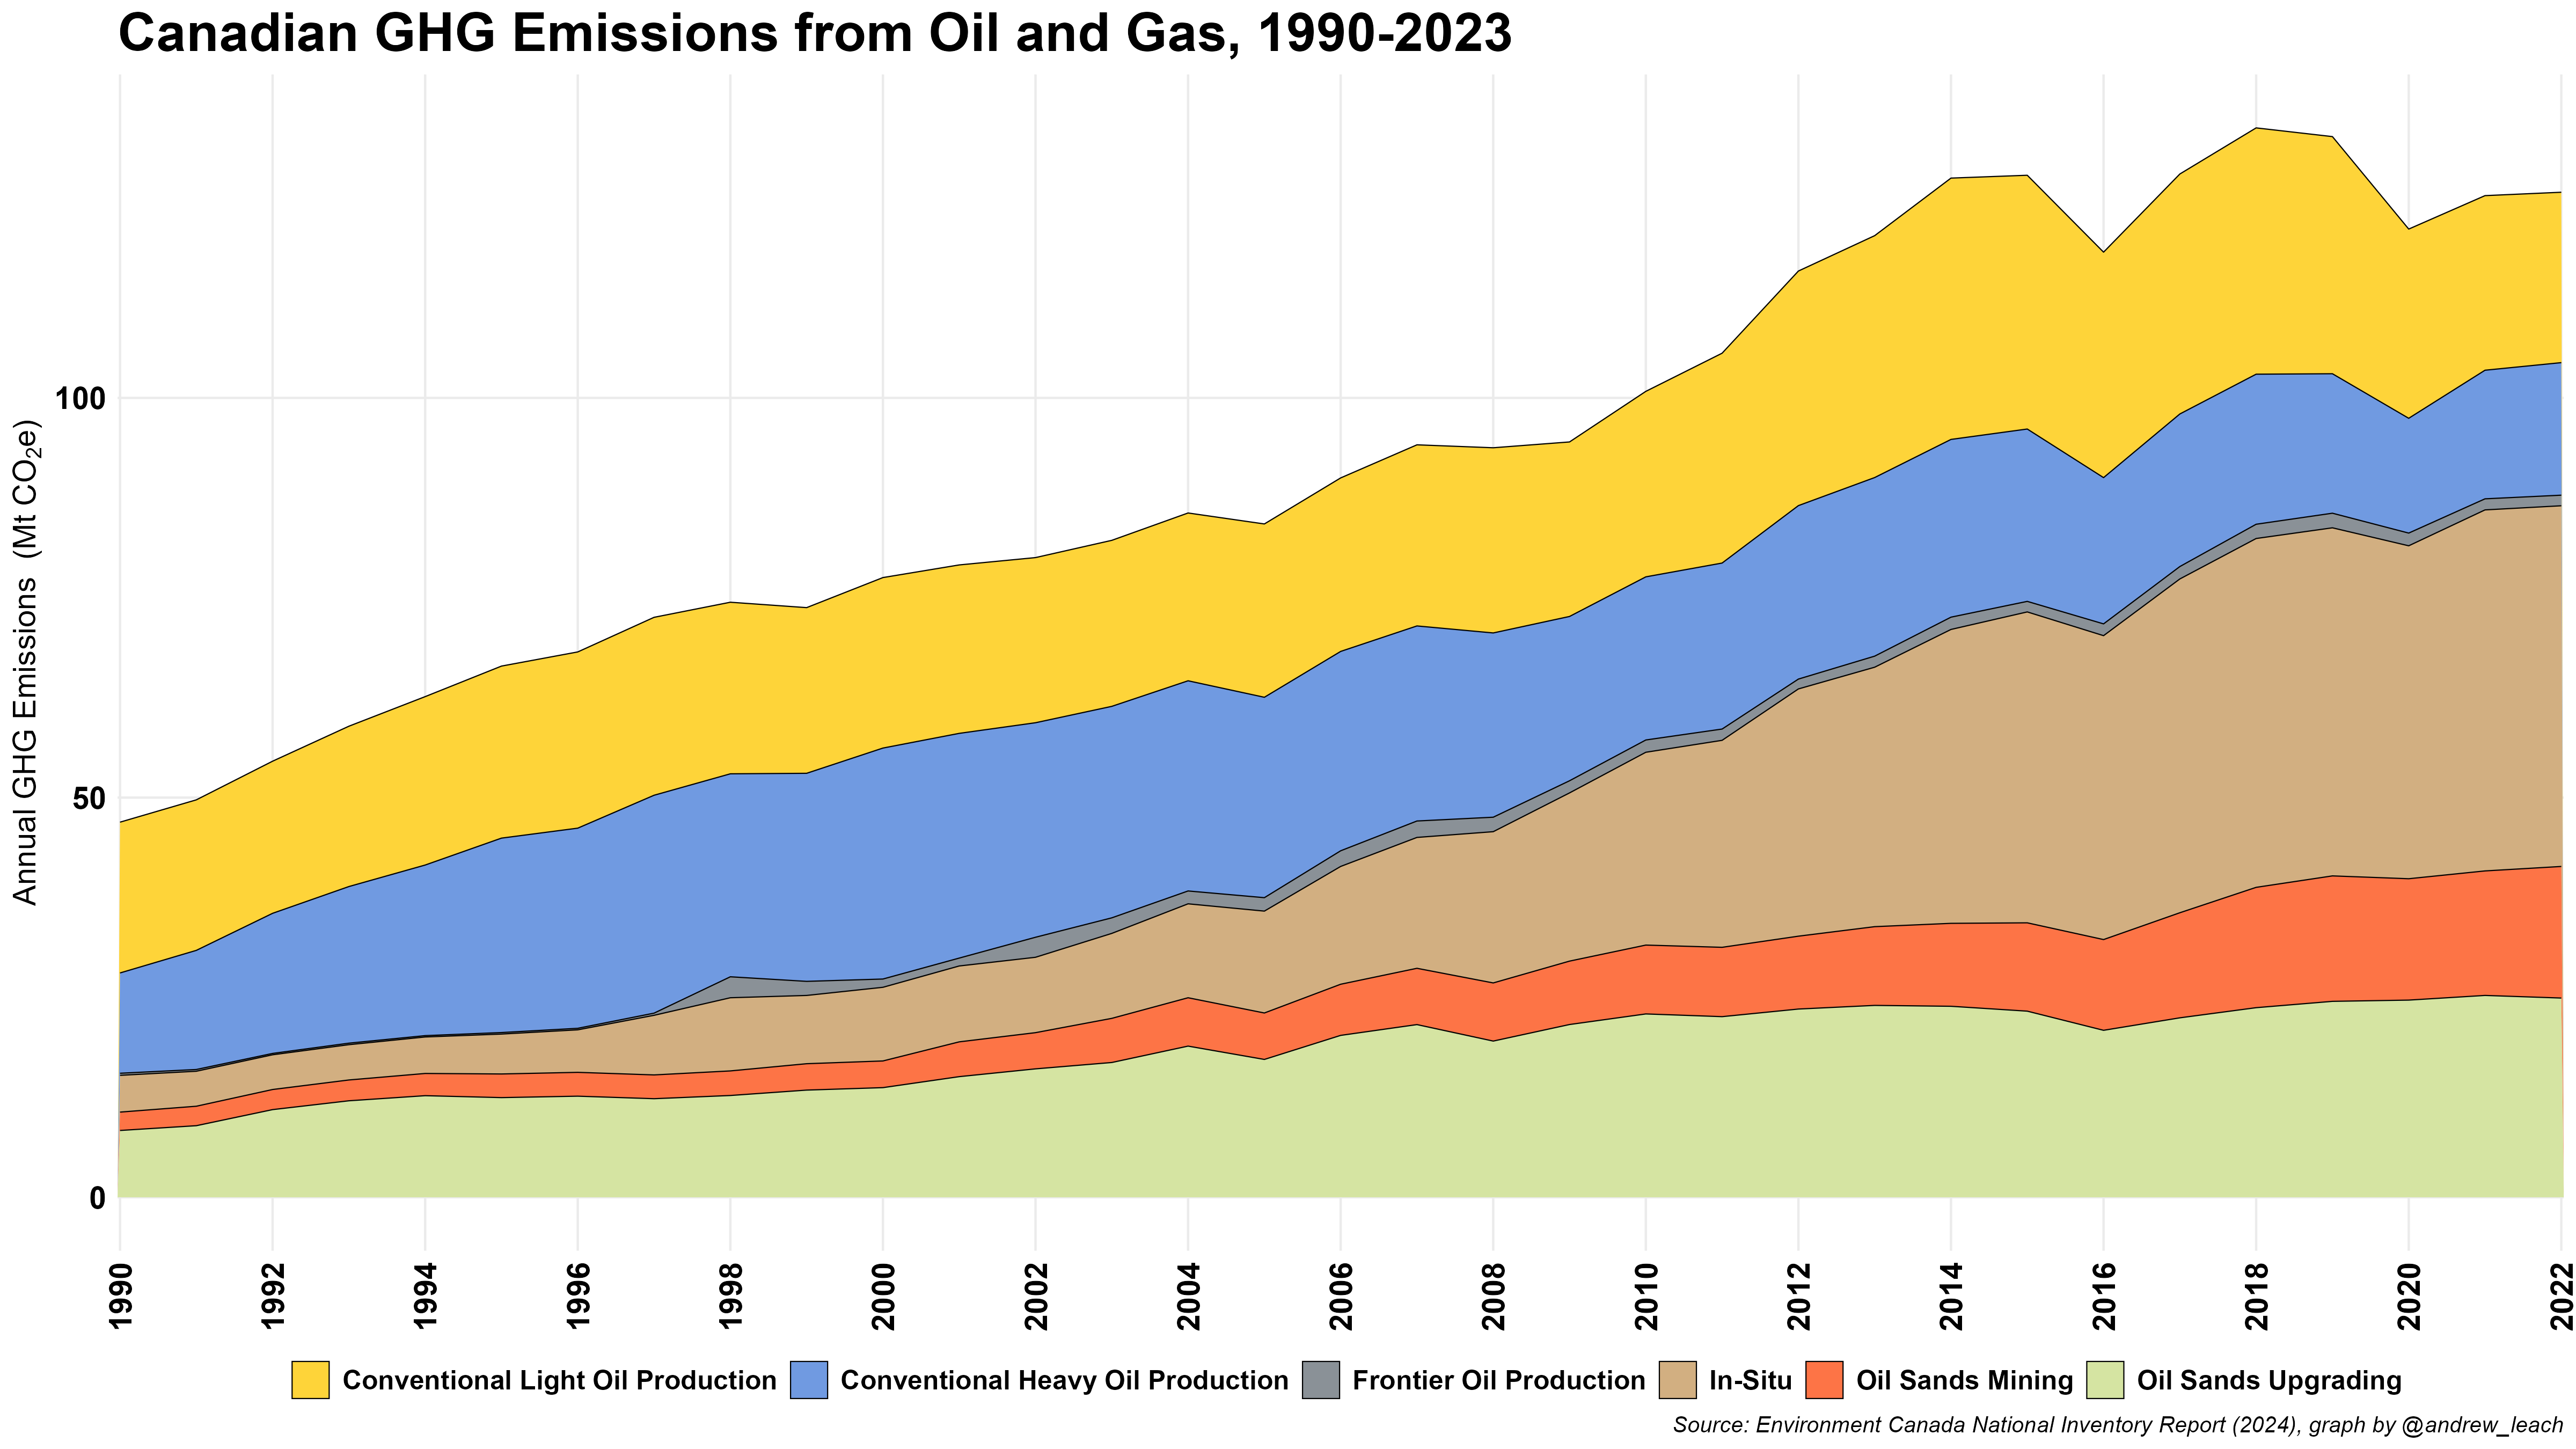 Canadian GHG Emissions from Oil and Gas, 1990-2023
Annual GHG Emissions (Mt CO₂e)
100
50
0
1990 1992 1994 1996 1998 2000 2002 2004 2006 2008 2010 2012 2014 2016 2018 2020 2022
Conventional Light Oil Production Conventional Heavy Oil Production Frontier Oil Production In-Situ Oil Sands Mining Oil Sands Upgrading
Source: Environment Canada National Inventory Report (2024), graph by @andrew_leach